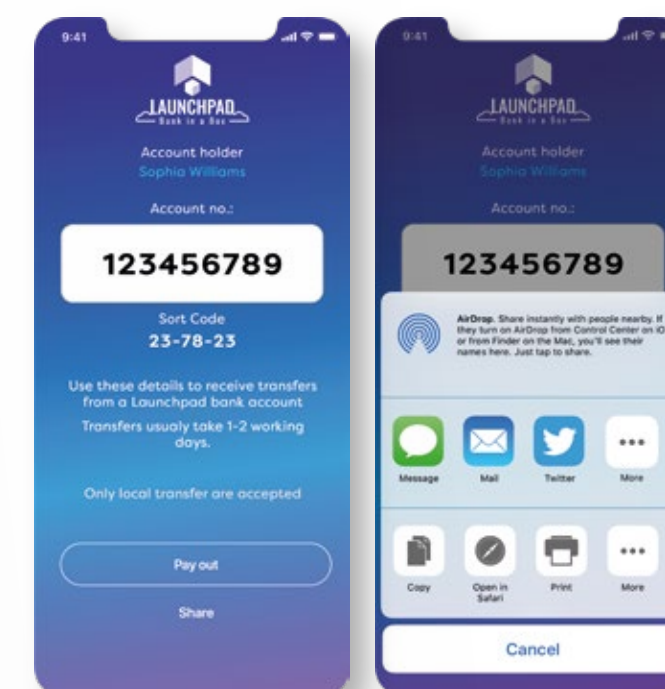 9:41
LAUNCHPAD
Bank in a Box
Account holder
Sophia Williams
Account no.:
123456789
Sort Code
23-78-23
Use these details to receive transfers
from a Launchpad bank account
Transfers usualy take 1-2 working
days.
Only local transfer are accepted
Pay out
Share
9:41
LAUNCHPAD
Bank in a Box
Account holder
Sophia Williams
Account no.:
123456789
AirDrop. Share instantly with people nearby. If
they turn on AirDrop from Control Center on iO
or from Finder on the Mac, you'll see their
names here. Just tap to share.
Message
Mail
Twitter
More
Copy
Open in
Safari
Print
More
Cancel